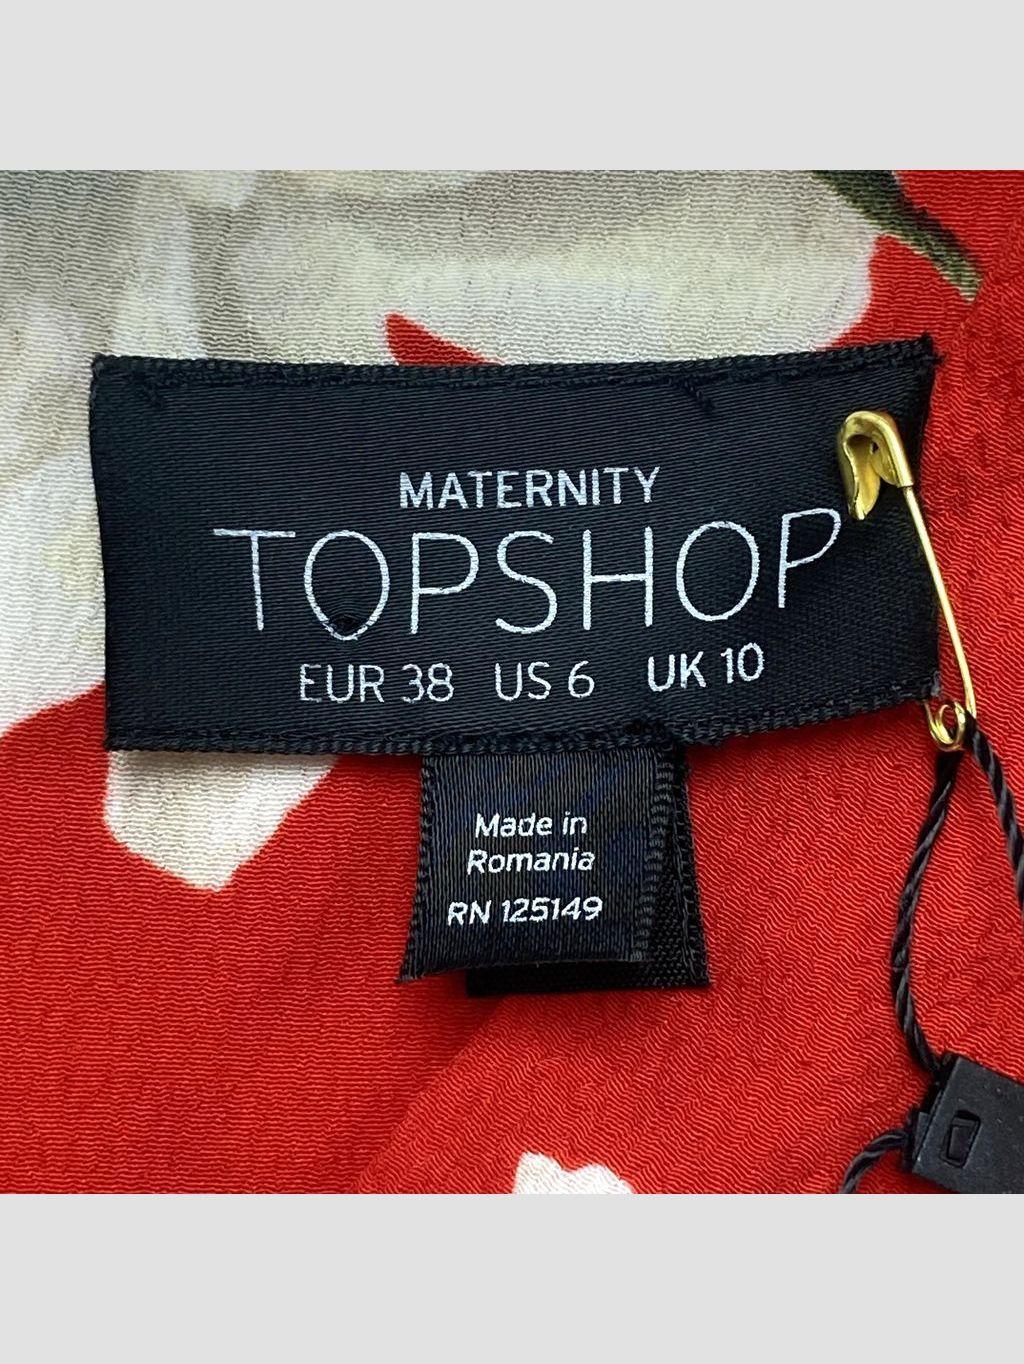 MATERNITY
TOPSHOP
EUR 38 US 6 UK 10
Made in
Romania
RN 125149